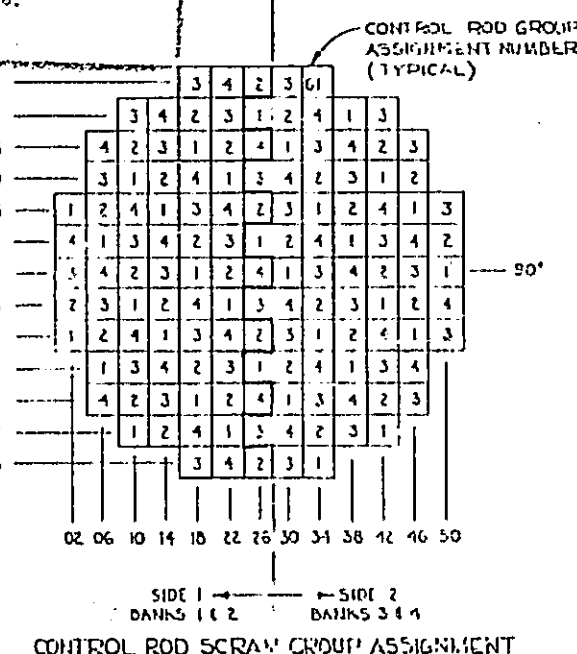 CONTROL ROD GROUP
ASSIGNMENT NUMBER
(TYPICAL)
3 4 2 3 G1
3 4 2 3 1 2 4 1 3
4 2 3 1 2 4 1 3 4 2 3
3 1 2 4 1 3 4 2 3 1 2
1 2 4 1 3 4 2 3 1 2 4 1 3
4 1 3 4 2 3 1 2 4 1 3 4 2
3 4 2 3 1 2 4 1 3 4 2 3 1
90°
2 3 1 2 4 1 3 4 2 3 1 2 4
1 2 4 1 3 4 2 3 1 2 4 1 3
1 3 4 2 3 1 2 4 1 3 4
4 2 3 1 2 4 1 3 4 2 3
1 2 4 1 3 4 2 3 1
3 4 2 3 1
02 06 10 14 18 22 26 30 34 38 42 46 50
SIDE 1 SIDE 2
BANKS 1 & 2 BANKS 3 & 4
CONTROL ROD SCRAM GROUP ASSIGNMENT